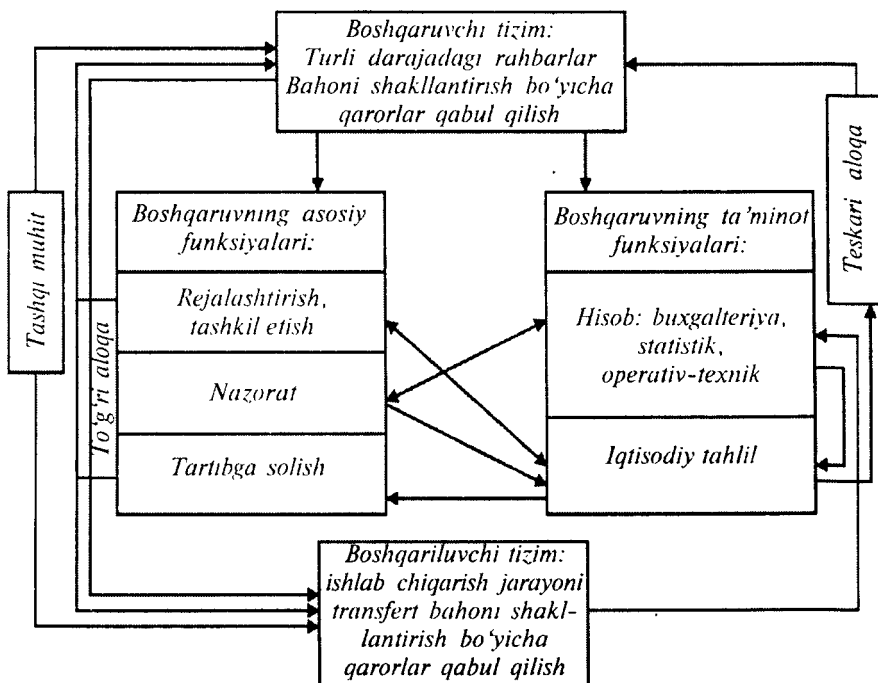 Boshqaruvchi tizim:
Turli darajadagi rahbarlar
Bahoni shakllantirish bo‘yicha
qarorlar qabul qilish
Tashqi muhit
To‘g‘ri aloqa
Boshqaruvning asosiy
funksiyalari:
Rejalashtirish,
tashkil etish
Nazorat
Tartibga solish
Boshqaruvning ta’minot
funksiyalari:
Hisob: buxgalteriya,
statistik,
operativ-texnik
Iqtisodiy tahlil
Teskari aloqa
Boshqariluvchi tizim:
ishlab chiqarish jarayoni
transfert bahoni shakl-
lantirish bo‘yicha
qarorlar qabul qilish